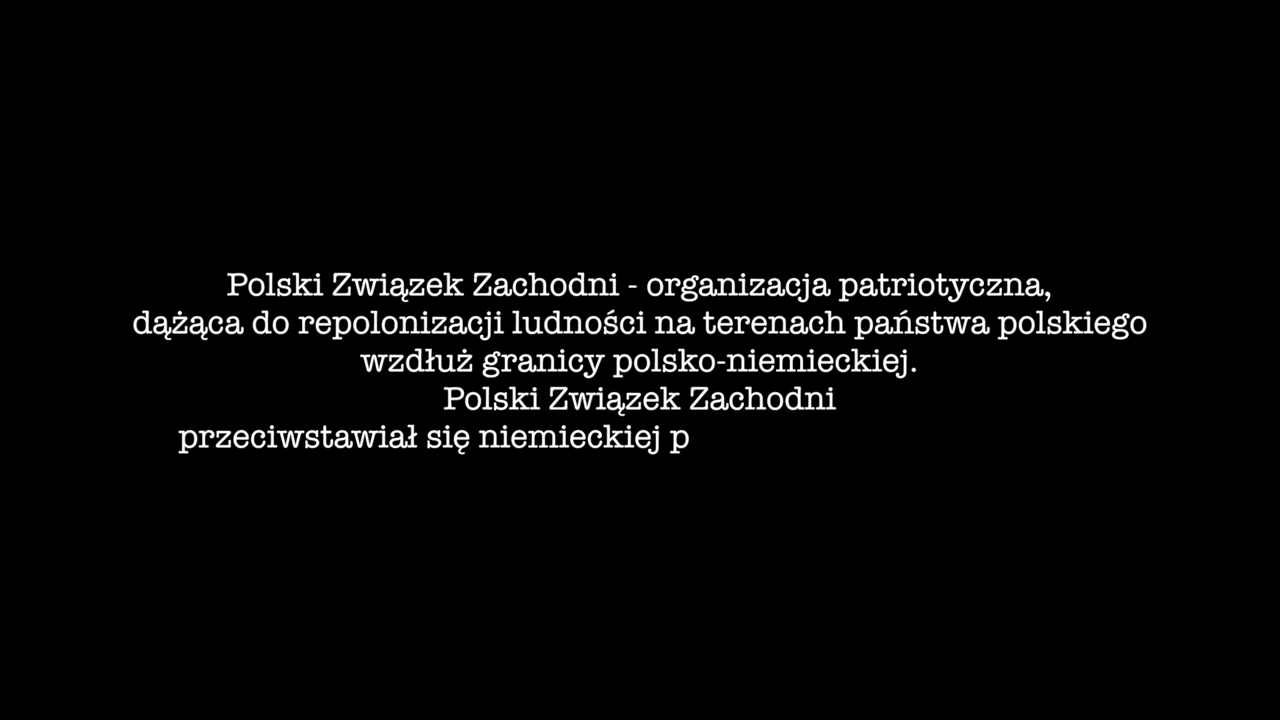 Polski Związek Zachodni - organizacja patriotyczna,
dążąca do repolonizacji ludności na terenach państwa polskiego
wzdłuż granicy polsko-niemieckiej.
Polski Związek Zachodni
przeciwstawiał się niemieckiej p